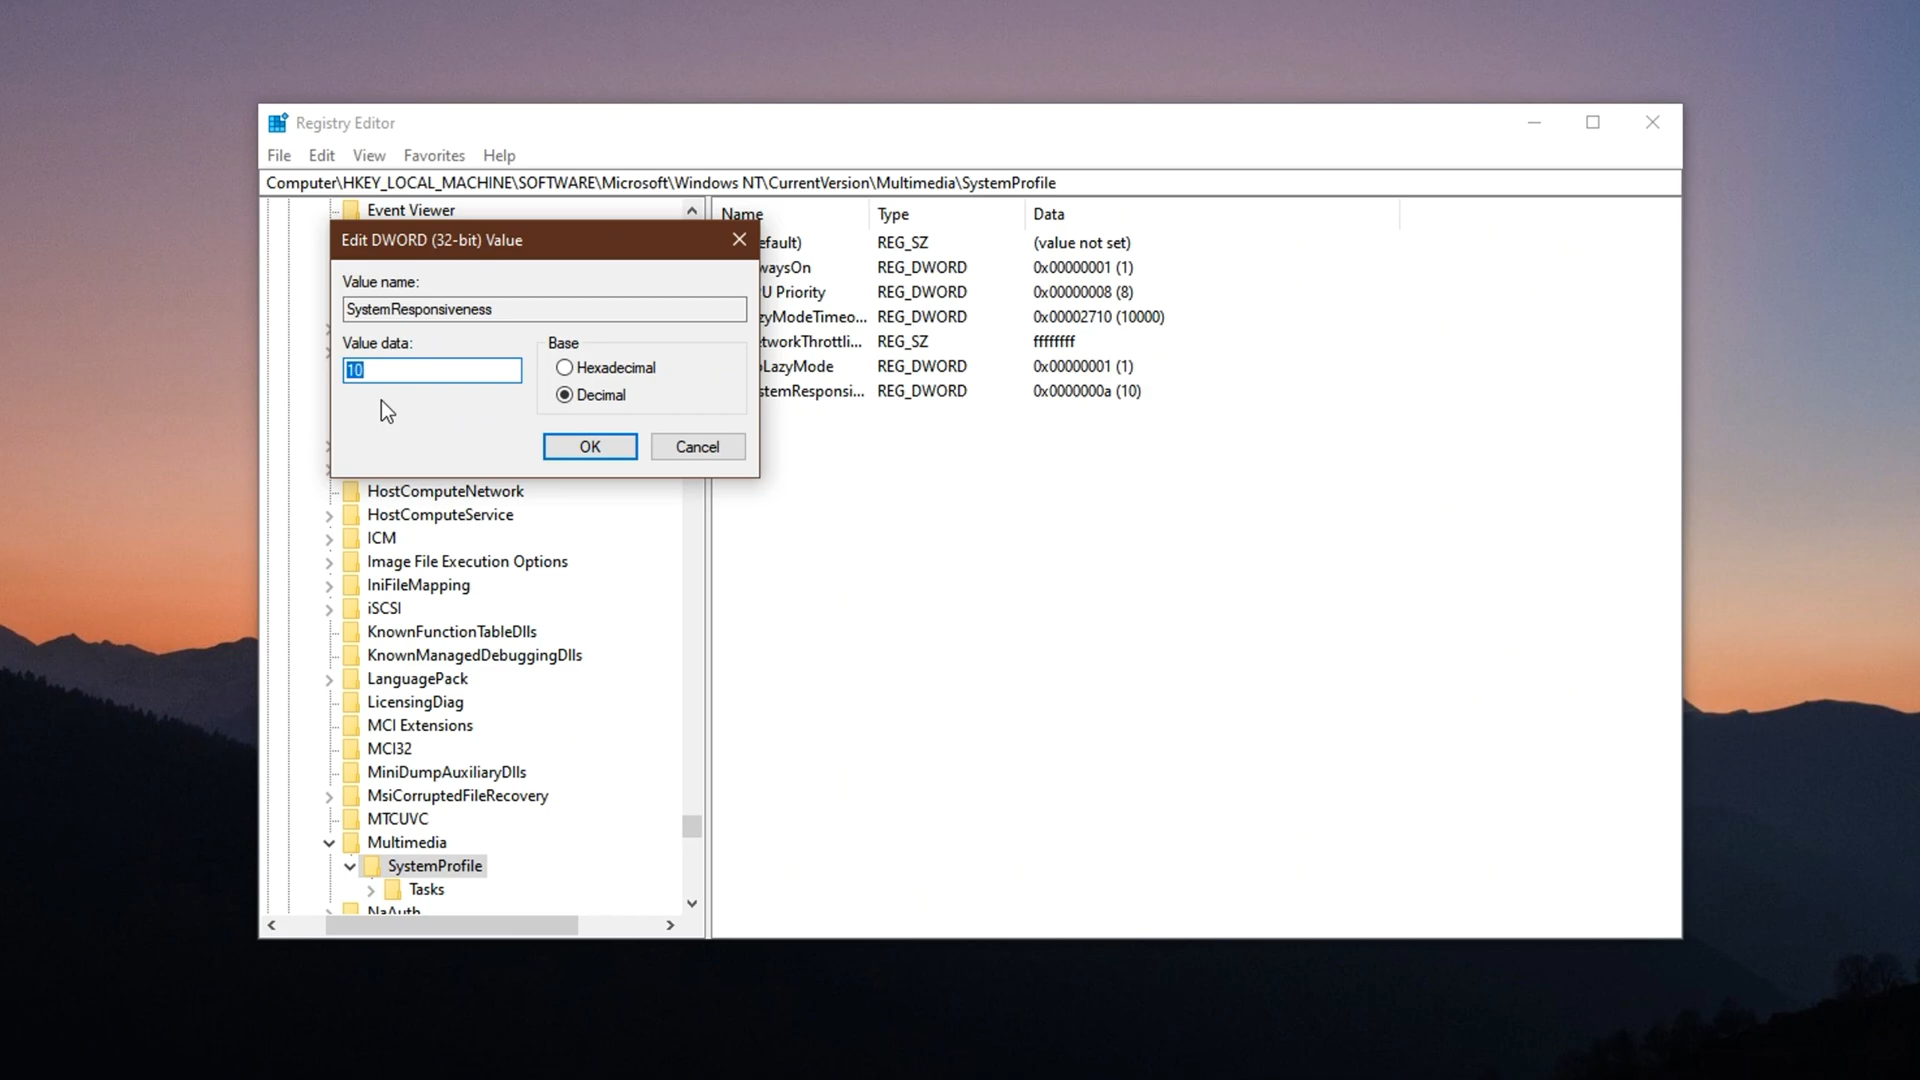 Registry Editor
File Edit View Favorites Help
Computer\HKEY_LOCAL_MACHINE\SOFTWARE\Microsoft\Windows NT\CurrentVersion\Multimedia\SystemProfile
Event Viewer
Edit DWORD (32-bit) Value
Value name:
SystemResponsiveness
Value data:
10
Base
Hexadecimal
Decimal
OK
Cancel
HostComputeNetwork
HostComputeService
ICM
Image File Execution Options
IniFileMapping
iSCSI
KnownFunctionTableDlls
KnownManagedDebuggingDlls
LanguagePack
LicensingDiag
MCI Extensions
MCI32
MiniDumpAuxiliaryDlls
MsiCorruptedFileRecovery
MTCUVC
Multimedia
SystemProfile
Tasks
NaAuth
Name Type Data
efault) REG_SZ (value not set)
waysOn REG_DWORD 0x00000001 (1)
U Priority REG_DWORD 0x00000008 (8)
zyModeTimeo... REG_DWORD 0x00002710 (10000)
tworkThrottli... REG_SZ ffffffff
LazyMode REG_DWORD 0x00000001 (1)
stemResponsi... REG_DWORD 0x0000000a (10)